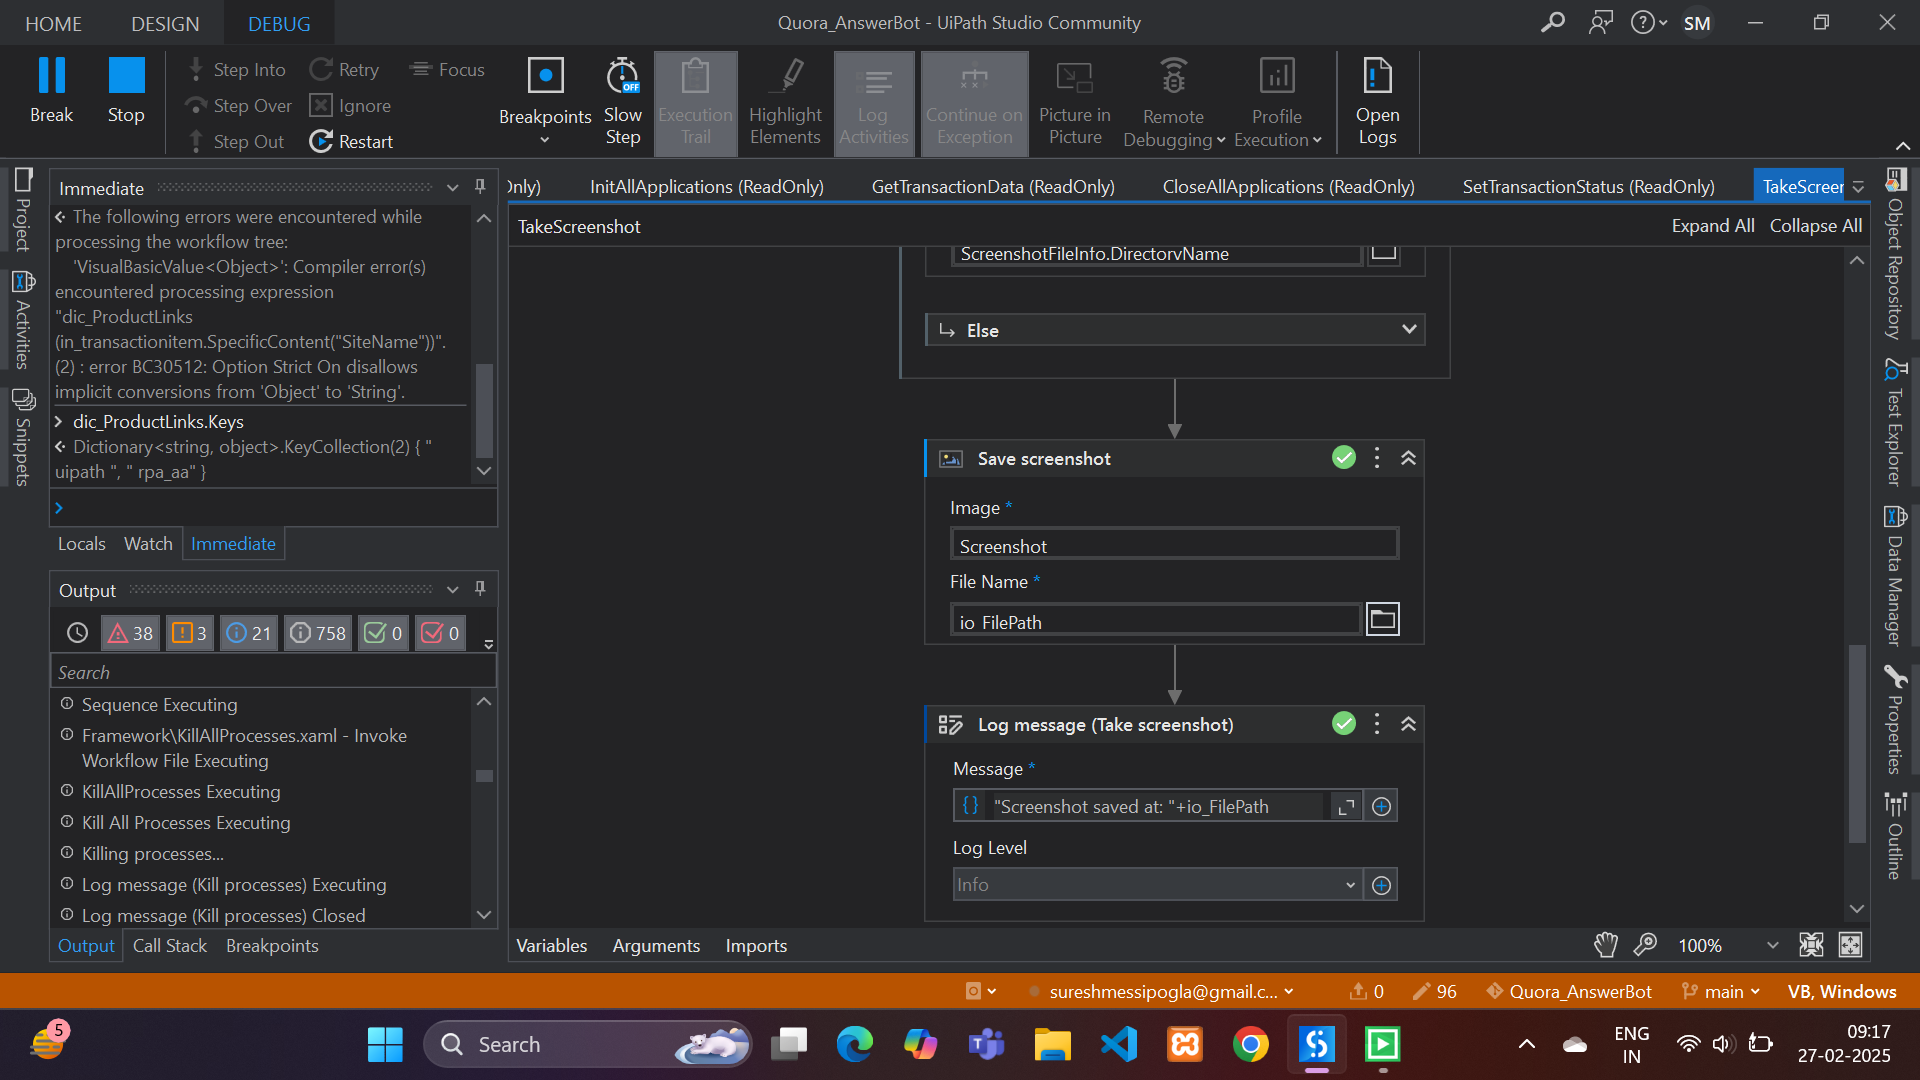 HOME DESIGN DEBUG Quora_AnswerBot - UiPath Studio Community SM
Break
Stop
Step Into
Step Over
Step Out
Retry
Ignore
Restart
Focus
Breakpoints
Slow
Step
OFF
Execution
Trail
Highlight
Elements
Log
Activities
Continue on
Exception
Picture in
Picture
Remote
Debugging
Profile
Execution
Open
Logs
Project
Activities
Snippets
Immediate
The following errors were encountered while
processing the workflow tree:
'VisualBasicValue<Object>': Compiler error(s)
encountered processing expression
"dic_ProductLinks
(in_transactionitem.SpecificContent("SiteName"))".
(2) : error BC30512: Option Strict On disallows
implicit conversions from 'Object' to 'String'.
dic_ProductLinks.Keys
Dictionary<string, object>.KeyCollection(2) { "
uipath ", " rpa_aa" }
Locals Watch Immediate
Output
38 3 21 758 0 0
Search
Sequence Executing
Framework\KillAllProcesses.xaml - Invoke
Workflow File Executing
KillAllProcesses Executing
Kill All Processes Executing
Killing processes...
Log message (Kill processes) Executing
Log message (Kill processes) Closed
Output Call Stack Breakpoints
Only) InitAllApplications (ReadOnly) GetTransactionData (ReadOnly) CloseAllApplications (ReadOnly) SetTransactionStatus (ReadOnly) TakeScreen
TakeScreenshot Expand All Collapse All
ScreenshotFileInfo.DirectoryName
Else
Save screenshot
Image *
Screenshot
File Name *
io_FilePath
Log message (Take screenshot)
Message *
{} "Screenshot saved at: "+io_FilePath
Log Level
Info
Variables Arguments Imports 100%
Object Repository
Test Explorer
Data Manager
Properties
Outline
sureshmessipogla@gmail.c... 0 96 Quora_AnswerBot main VB, Windows
5
Search
ENG
IN
09:17
27-02-2025